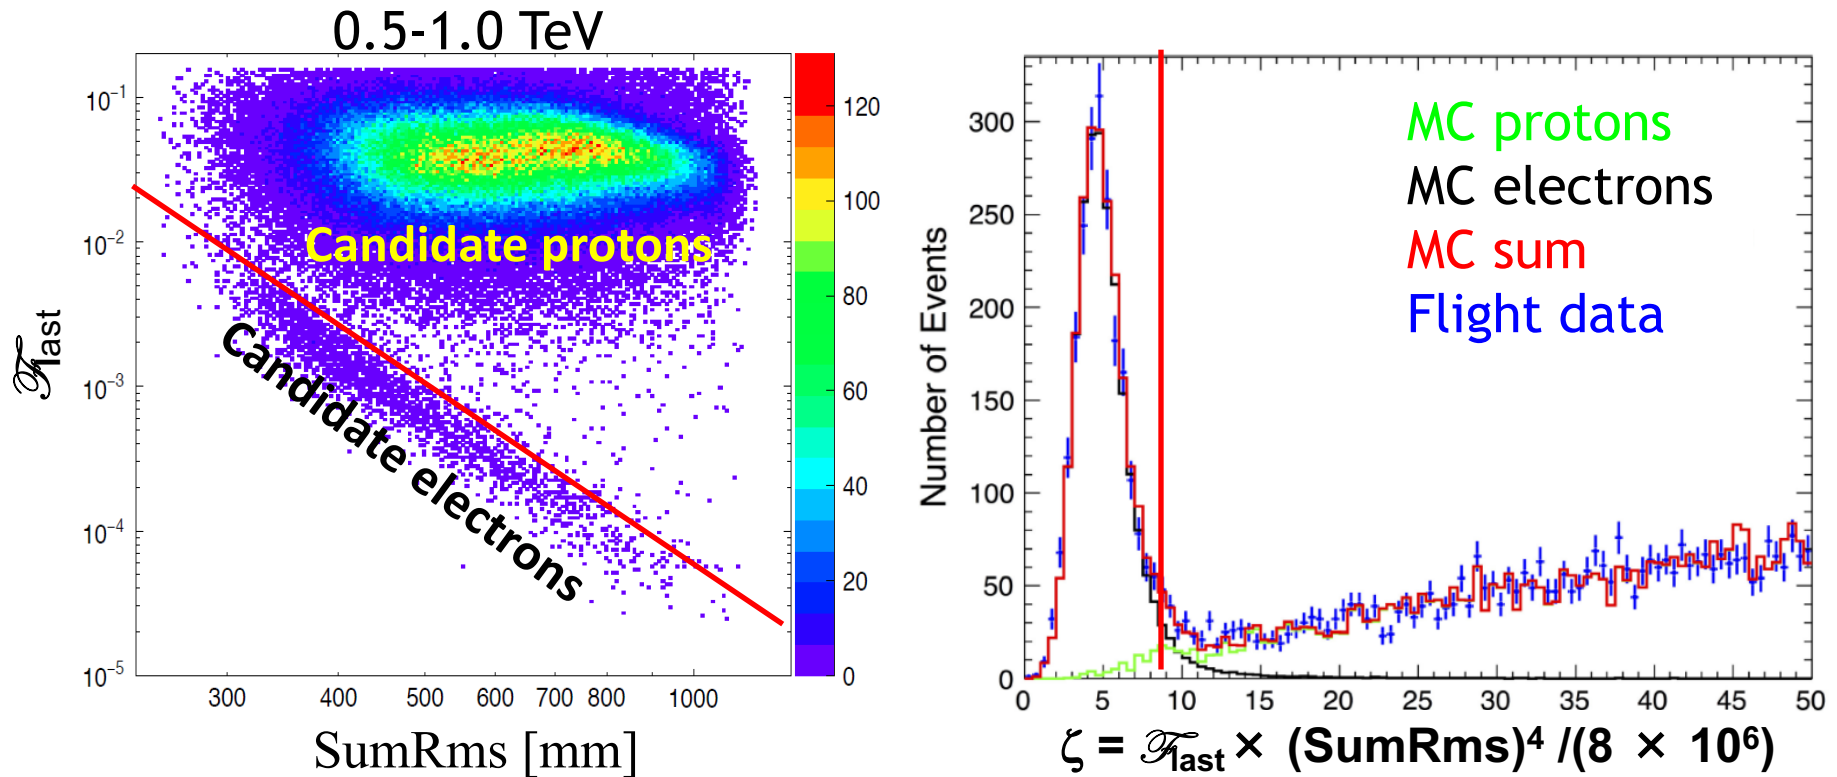 0.5-1.0 TeV
10⁻¹
10⁻²
10⁻³
10⁻⁴
10⁻⁵
ℱlast
Candidate protons
Candidate electrons
300 400 500 600 700 800 1000
SumRms [mm]
120
100
80
60
40
20
0
Number of Events
300
250
200
150
100
50
0
MC protons
MC electrons
MC sum
Flight data
0 5 10 15 20 25 30 35 40 45 50
ζ = ℱlast × (SumRms)⁴ /(8 × 10⁶)